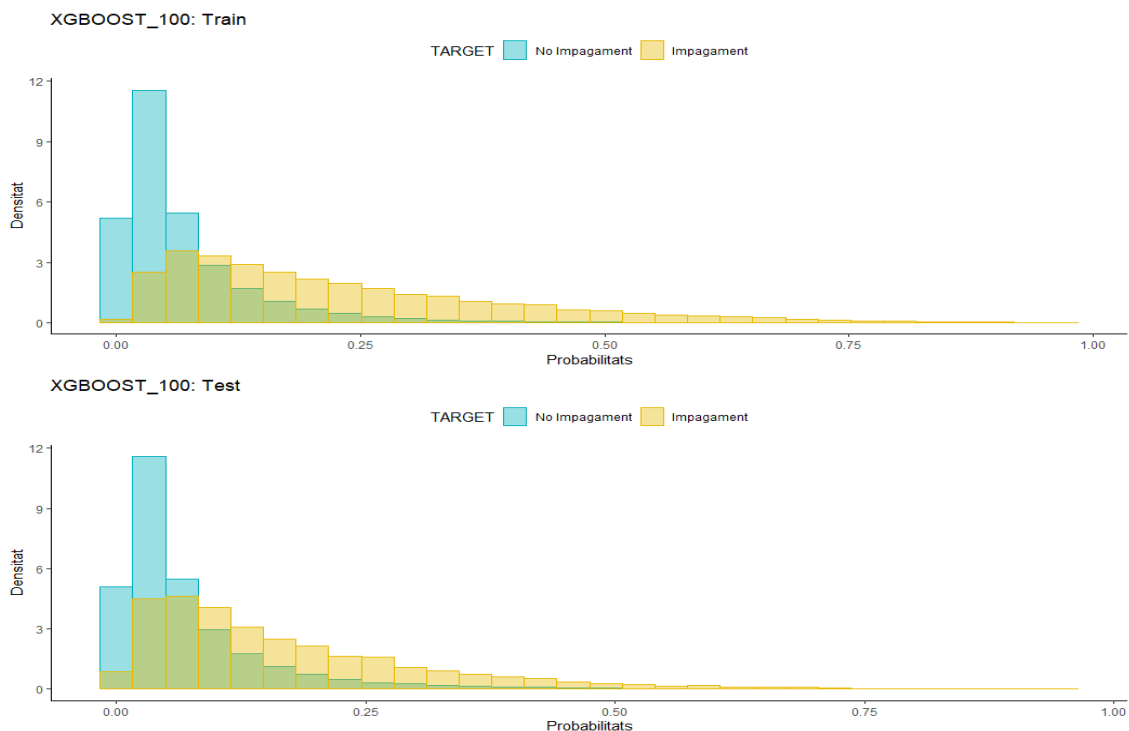 XGBOOST_100: Train
TARGET No Impagament Impagament
12
9
6
3
0
Densitat
0.00 0.25 0.50 0.75 1.00
Probabilitats
XGBOOST_100: Test
TARGET No Impagament Impagament
12
9
6
3
0
Densitat
0.00 0.25 0.50 0.75 1.00
Probabilitats